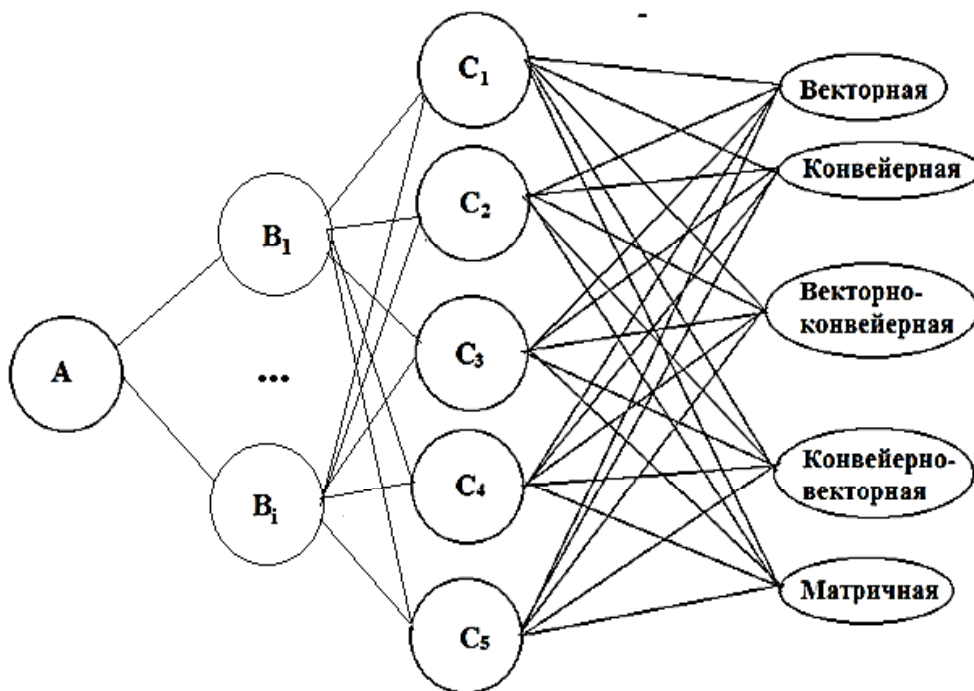 C₁
Векторная
Конвейерная
C₂
B₁
Векторно-
конвейерная
C₃
A
...
Конвейерно-
векторная
C₄
Bᵢ
Матричная
C₅